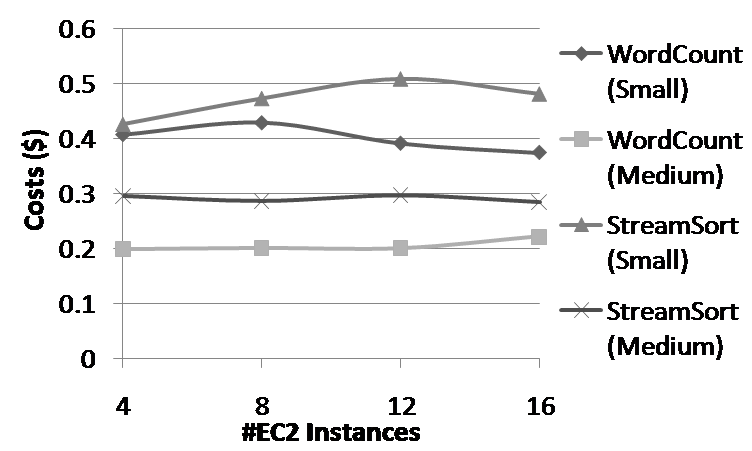 0.6
0.5
0.4
0.3
0.2
0.1
0
Costs ($)
4 8 12 16
#EC2 Instances
WordCount
(Small)
WordCount
(Medium)
StreamSort
(Small)
StreamSort
(Medium)